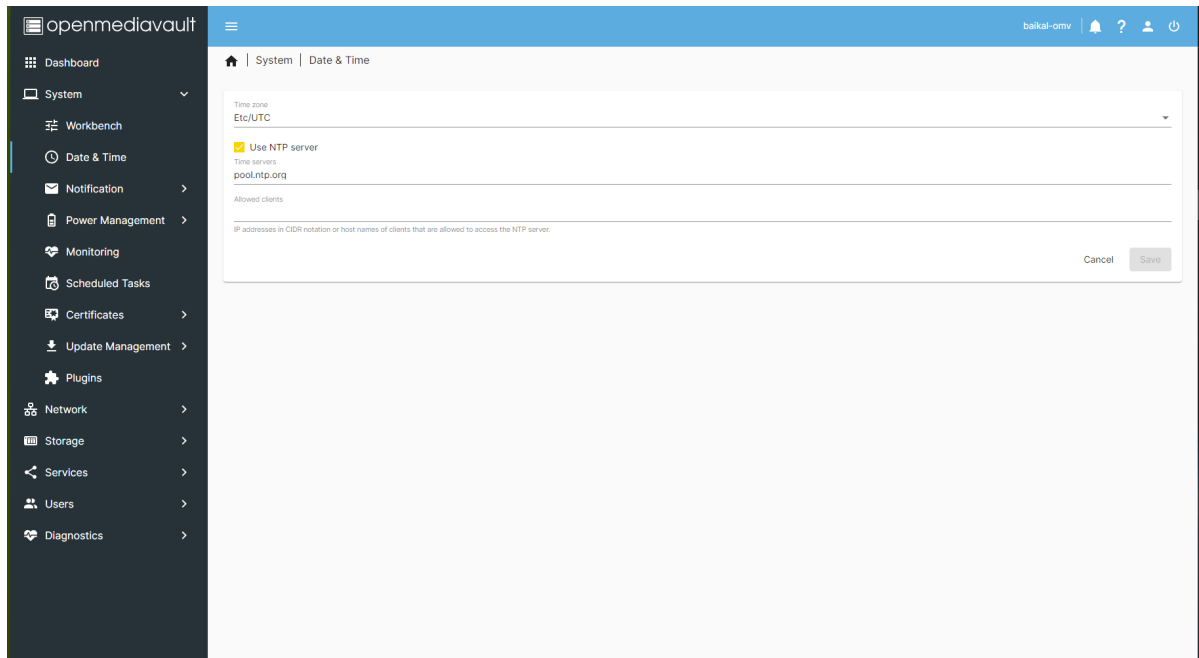 openmediavault
baikal-omv
Dashboard
System
Workbench
Date & Time
Notification
Power Management
Monitoring
Scheduled Tasks
Certificates
Update Management
Plugins
Network
Storage
Services
Users
Diagnostics
System | Date & Time
Time zone
Etc/UTC
Use NTP server
Time servers
pool.ntp.org
Allowed clients
IP addresses in CIDR notation or host names of clients that are allowed to access the NTP server.
Cancel Save